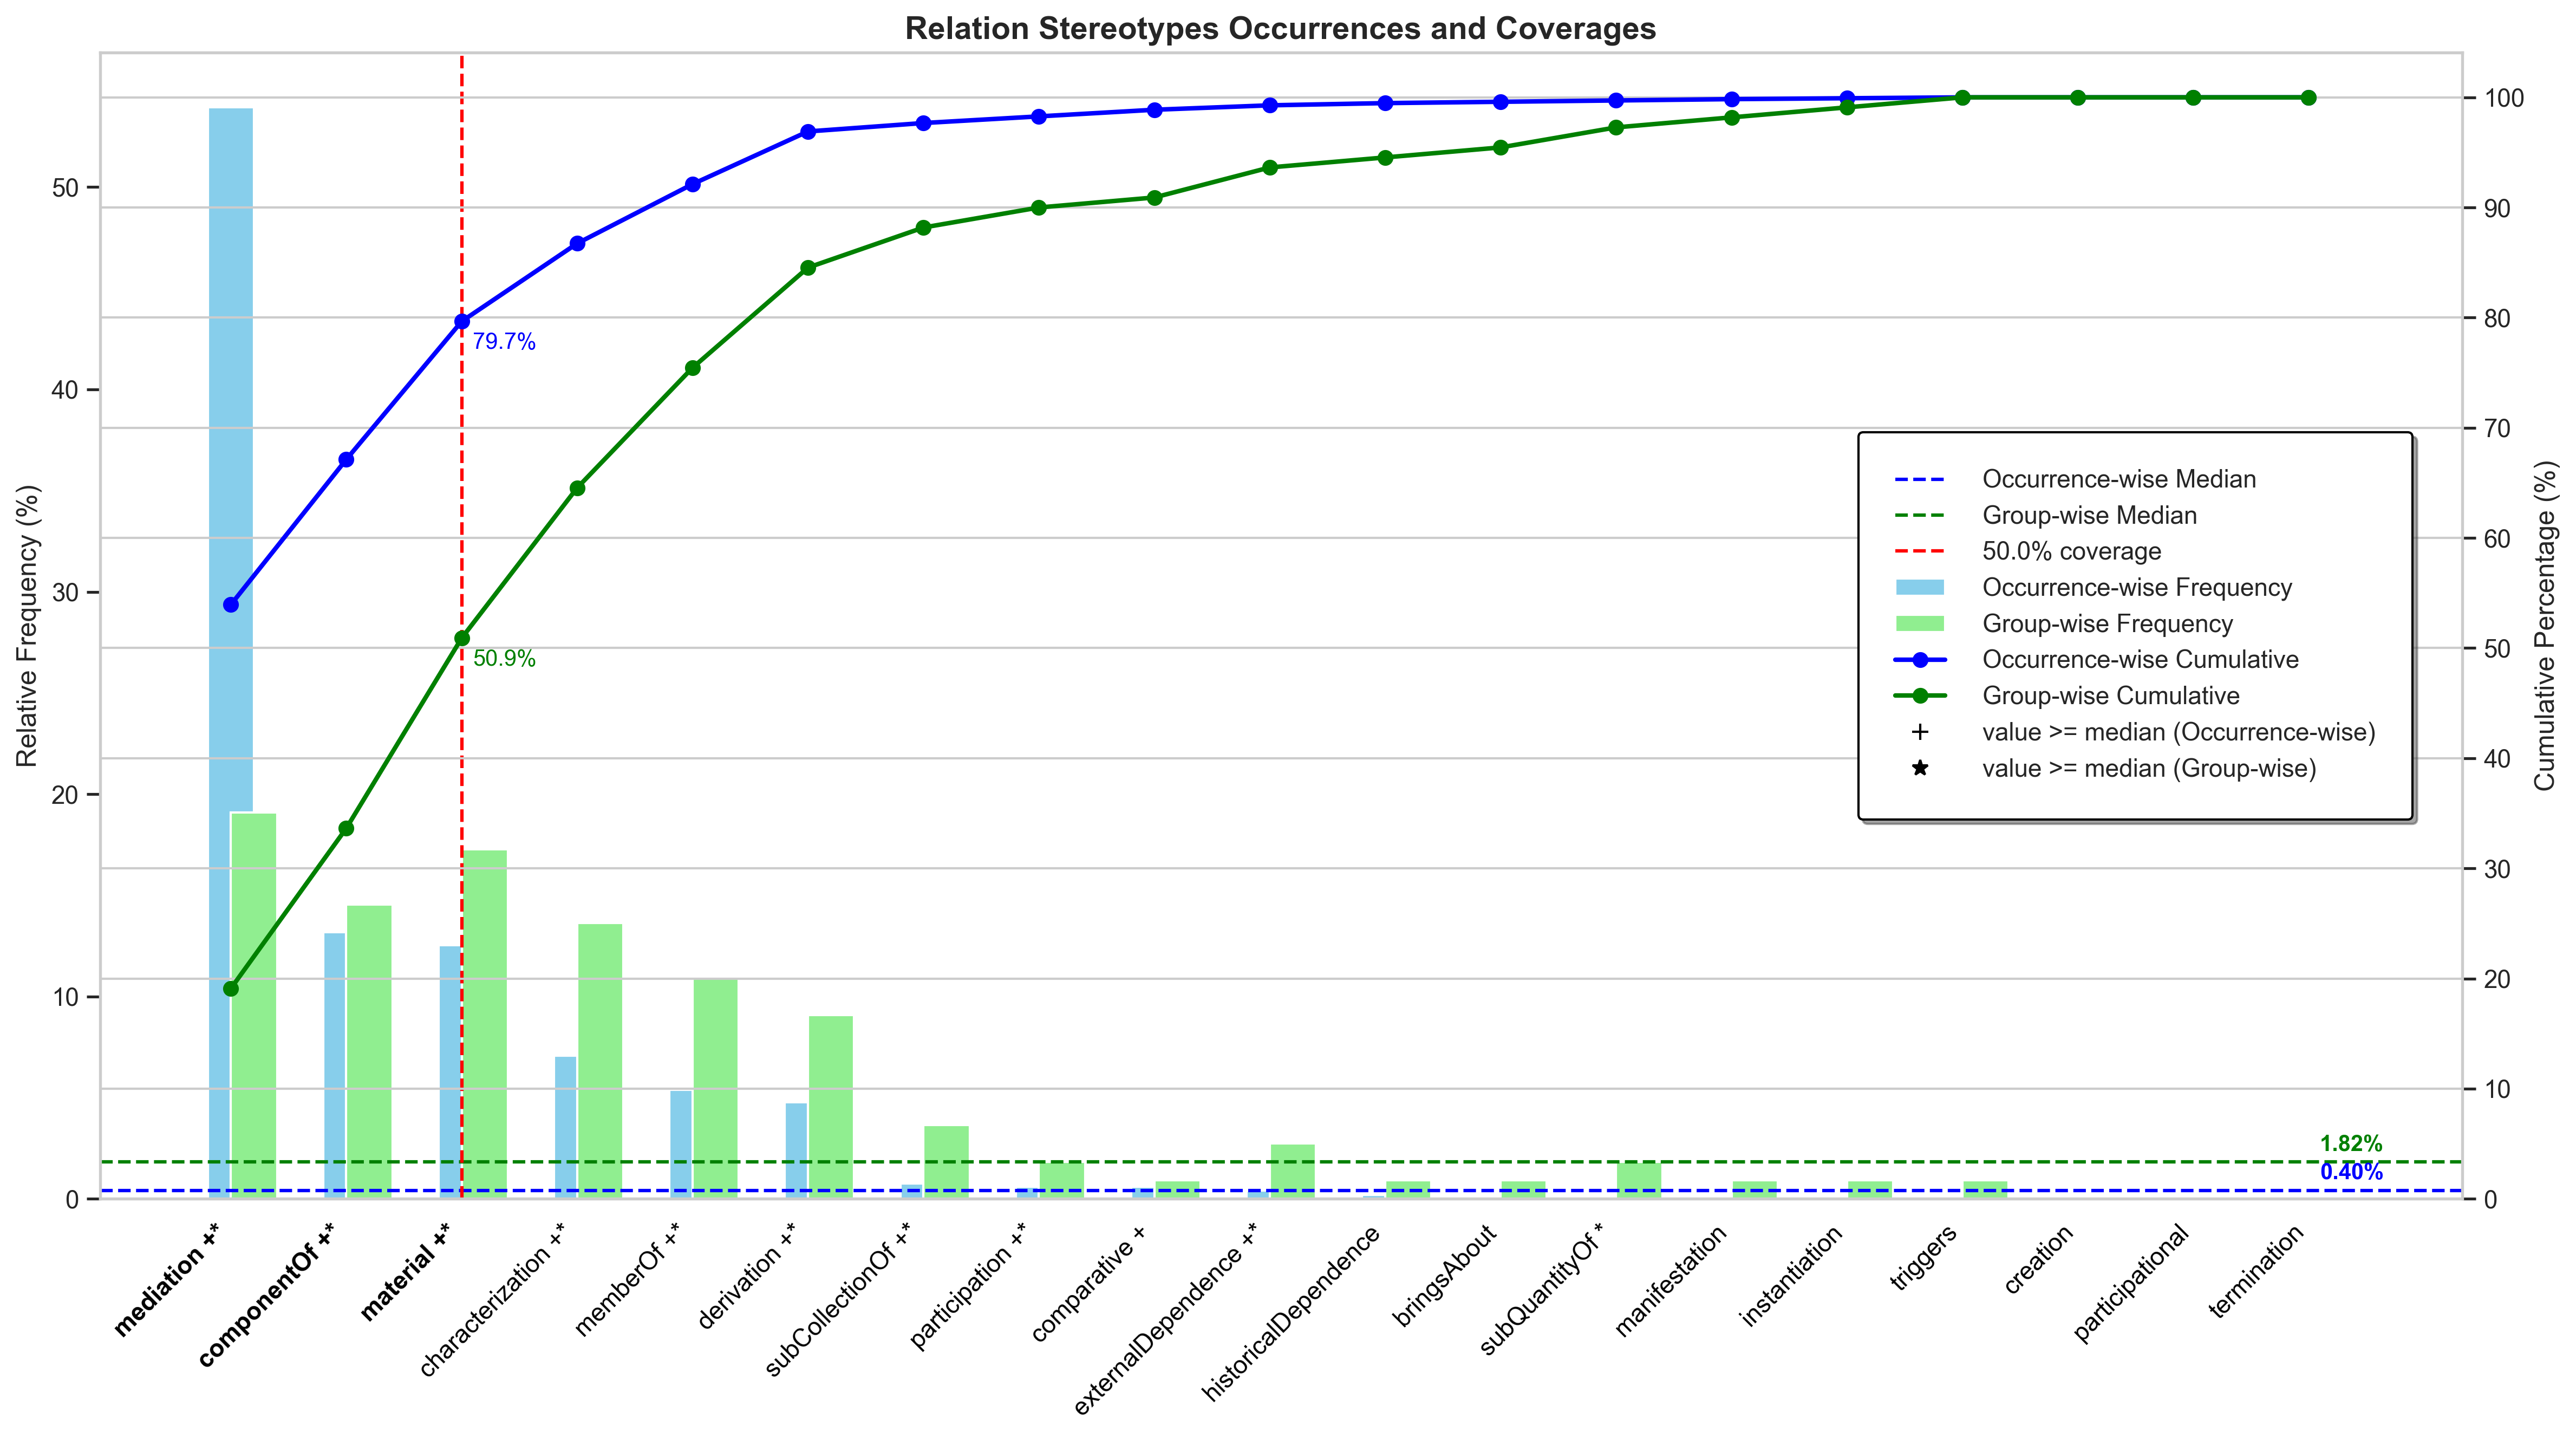 Relation Stereotypes Occurrences and Coverages
Relative Frequency (%)
50
40
30
20
10
0
100
90
80
70
60
50
40
30
20
10
0
Cumulative Percentage (%)
79.7%
50.9%
Occurrence-wise Median
Group-wise Median
50.0% coverage
Occurrence-wise Frequency
Group-wise Frequency
Occurrence-wise Cumulative
Group-wise Cumulative
value >= median (Occurrence-wise)
value >= median (Group-wise)
1.82%
0.40%
mediation +*
componentOf +*
material +*
characterization +*
memberOf +*
derivation +*
subCollectionOf +*
participation +*
comparative +
externalDependence +*
historicalDependence
bringsAbout
subQuantityOf *
manifestation
instantiation
triggers
creation
participational
termination